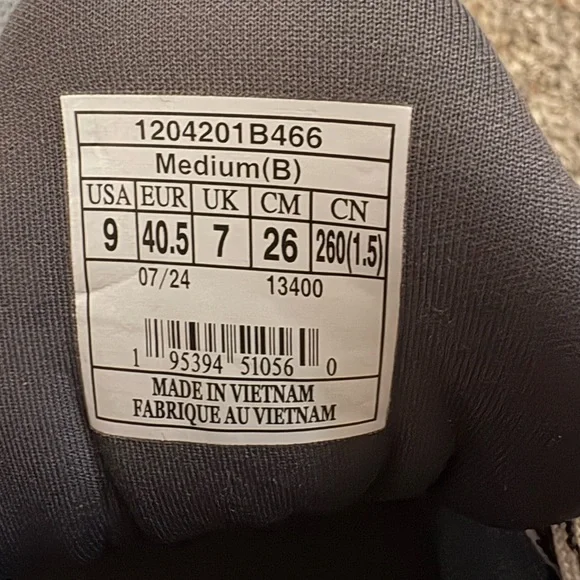 1204201B466
Medium(B)
USA EUR UK CM CN
9 40.5 7 26 260(1.5)
07/24 13400
1 95394 51056 0
MADE IN VIETNAM
FABRIQUE AU VIETNAM